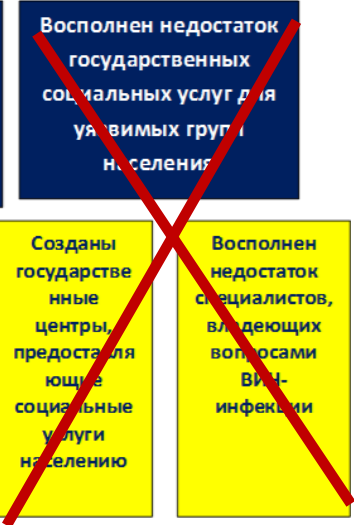 Восполнен недостаток
государственных
социальных услуг для
уязвимых групп
населения
Созданы
государстве
нные
центры,
предоставля
ющие
социальные
услуги
населению
Восполнен
недостаток
специалистов,
владеющих
вопросами
ВИЧ-
инфекции